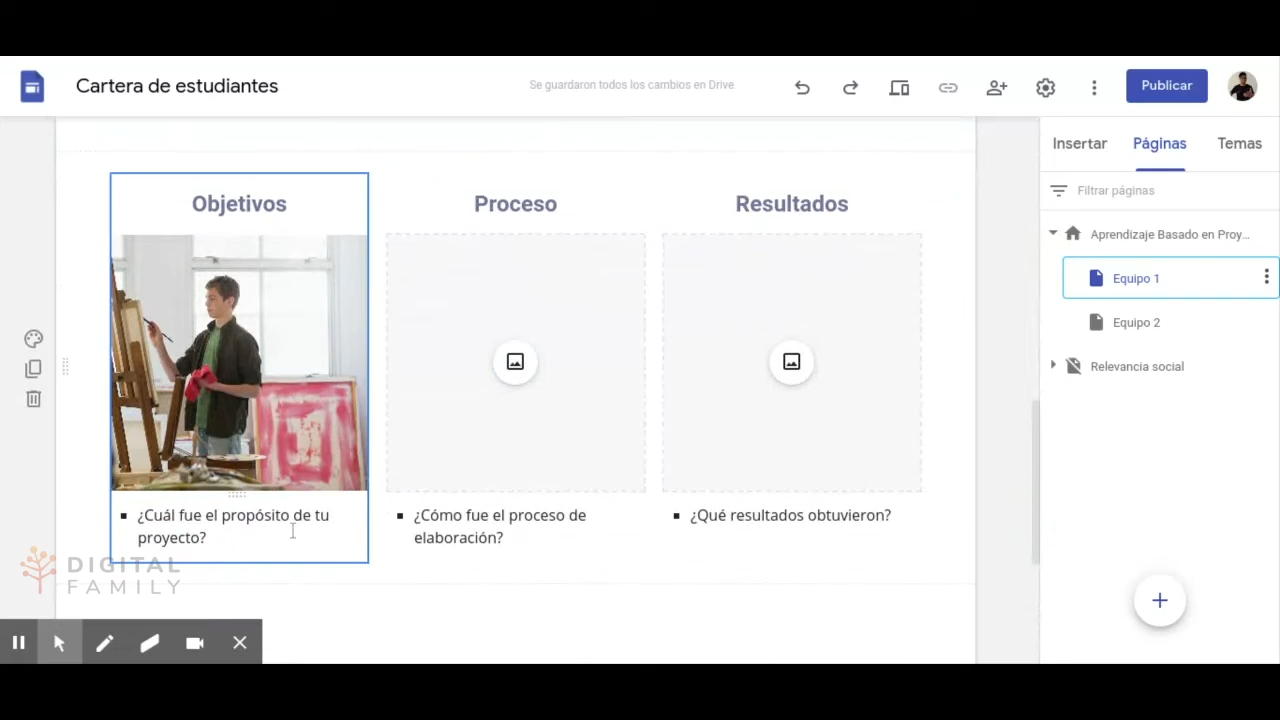 Cartera de estudiantes
Se guardaron todos los cambios en Drive
Publicar
Insertar
Páginas
Temas
Filtrar páginas
Aprendizaje Basado en Proy...
Equipo 1
Equipo 2
Relevancia social
Objetivos
Proceso
Resultados
¿Cuál fue el propósito de tu
proyecto?
¿Cómo fue el proceso de
elaboración?
¿Qué resultados obtuvieron?
DIGITAL
FAMILY